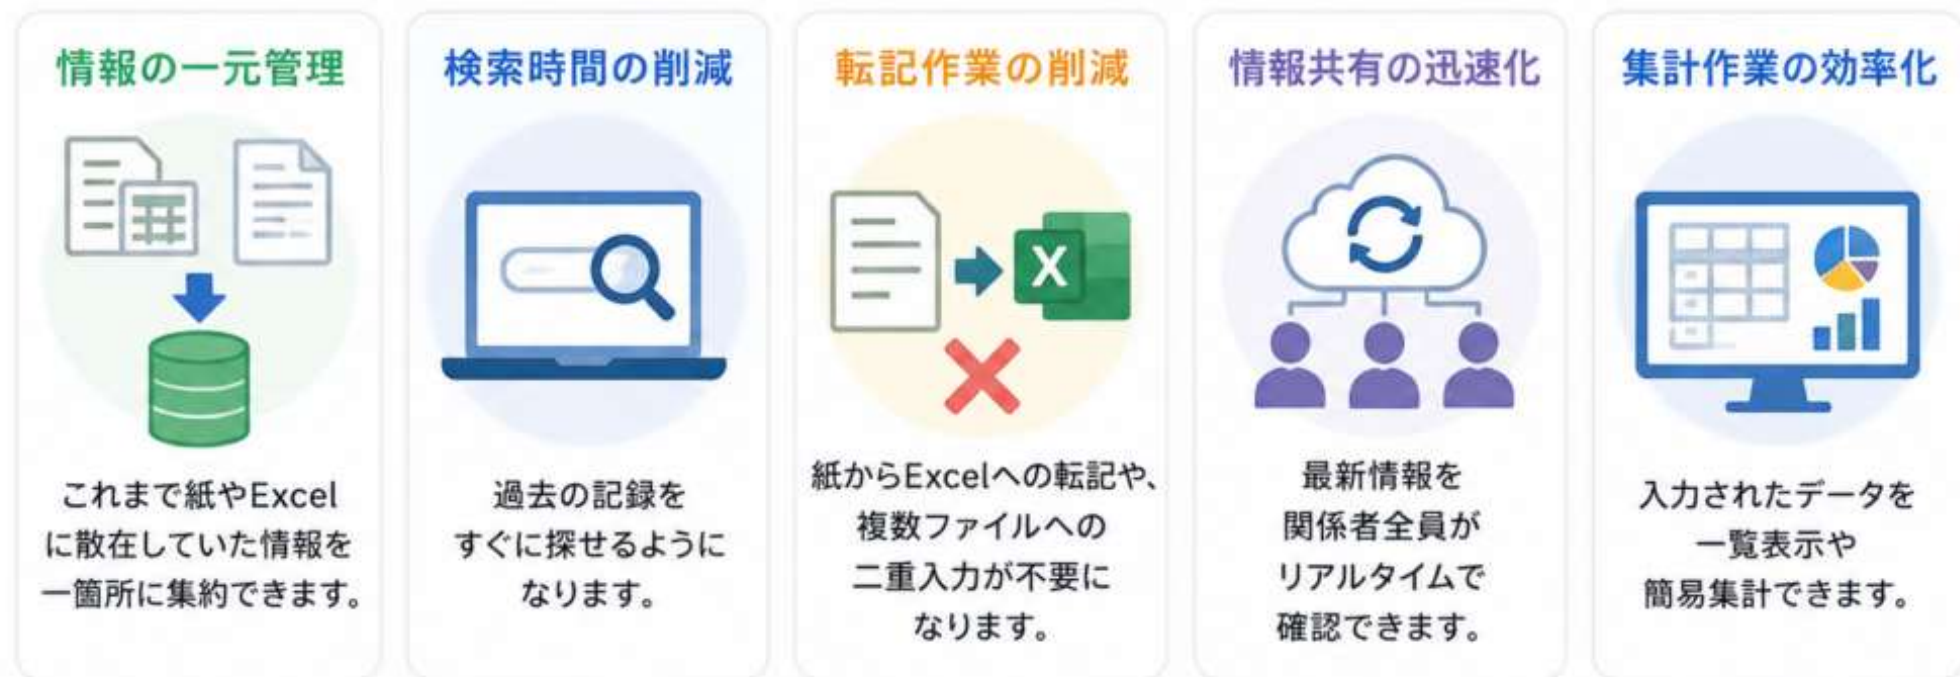 情報の一元管理
これまで紙やExcel
に散在していた情報を
一箇所に集約できます。
検索時間の削減
過去の記録を
すぐに探せるように
なります。
転記作業の削減
X
紙からExcelへの転記や、
複数ファイルへの
二重入力が不要に
なります。
情報共有の迅速化
最新情報を
関係者全員が
リアルタイムで
確認できます。
集計作業の効率化
入力されたデータを
一覧表示や
簡易集計できます。